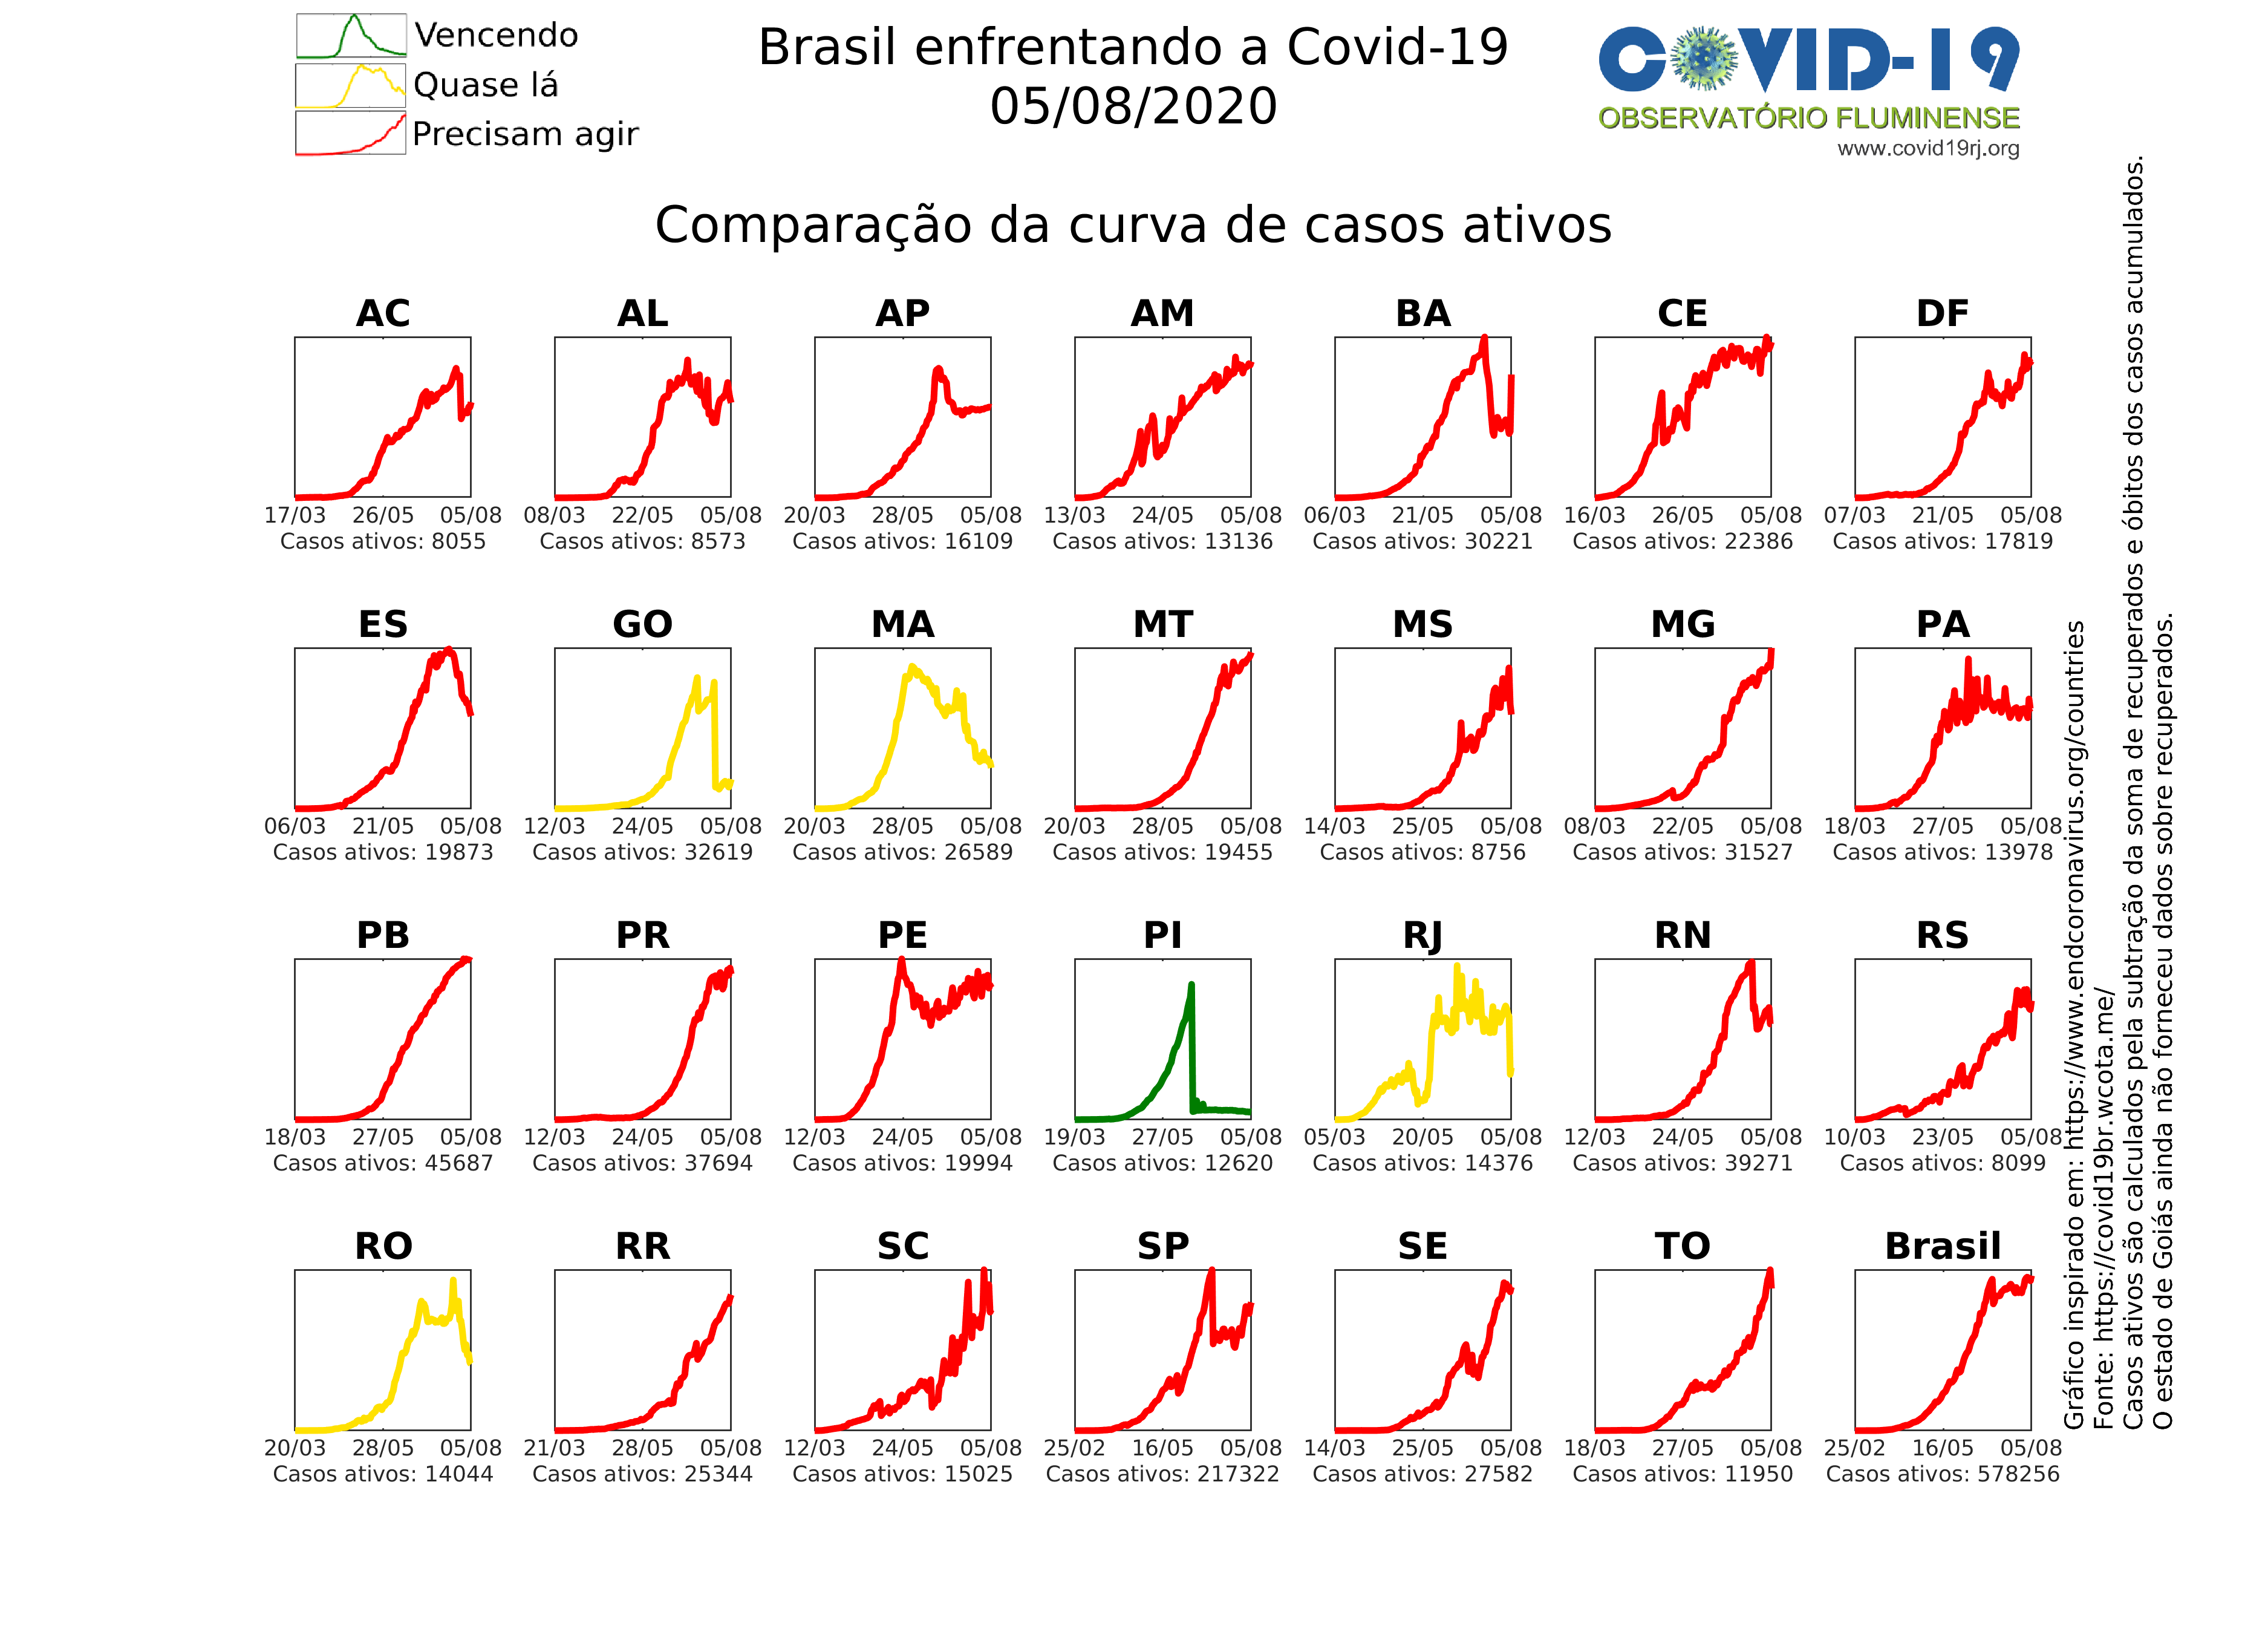 Vencendo
Quase lá
Precisam agir
Brasil enfrentando a Covid-19
05/08/2020
COVID-19
OBSERVATÓRIO FLUMINENSE
www.covid19rj.org
Comparação da curva de casos ativos
AC AL AP AM BA CE DF
17/03 26/05 05/08 08/03 22/05 05/08 20/03 28/05 05/08 13/03 24/05 05/08 06/03 21/05 05/08 16/03 26/05 05/08 07/03 21/05 05/08
Casos ativos: 8055 Casos ativos: 8573 Casos ativos: 16109 Casos ativos: 13136 Casos ativos: 30221 Casos ativos: 22386 Casos ativos: 17819
ES GO MA MT MS MG PA
06/03 21/05 05/08 12/03 24/05 05/08 20/03 28/05 05/08 20/03 28/05 05/08 14/03 25/05 05/08 08/03 22/05 05/08 18/03 27/05 05/08
Casos ativos: 19873 Casos ativos: 32619 Casos ativos: 26589 Casos ativos: 19455 Casos ativos: 8756 Casos ativos: 31527 Casos ativos: 13978
PB PR PE PI RJ RN RS
18/03 27/05 05/08 12/03 24/05 05/08 12/03 24/05 05/08 19/03 27/05 05/08 05/03 20/05 05/08 12/03 24/05 05/08 10/03 23/05 05/08
Casos ativos: 45687 Casos ativos: 37694 Casos ativos: 19994 Casos ativos: 12620 Casos ativos: 14376 Casos ativos: 39271 Casos ativos: 8099
RO RR SC SP SE TO Brasil
20/03 28/05 05/08 21/03 28/05 05/08 12/03 24/05 05/08 25/02 16/05 05/08 14/03 25/05 05/08 18/03 27/05 05/08 25/02 16/05 05/08
Casos ativos: 14044 Casos ativos: 25344 Casos ativos: 15025 Casos ativos: 217322 Casos ativos: 27582 Casos ativos: 11950 Casos ativos: 578256
Gráfico inspirado em: https://www.endcoronavirus.org/countries
Fonte: https://covid19br.wcota.me/
Casos ativos são calculados pela subtração da soma de recuperados e óbitos dos casos acumulados.
O estado de Goiás ainda não forneceu dados sobre recuperados.